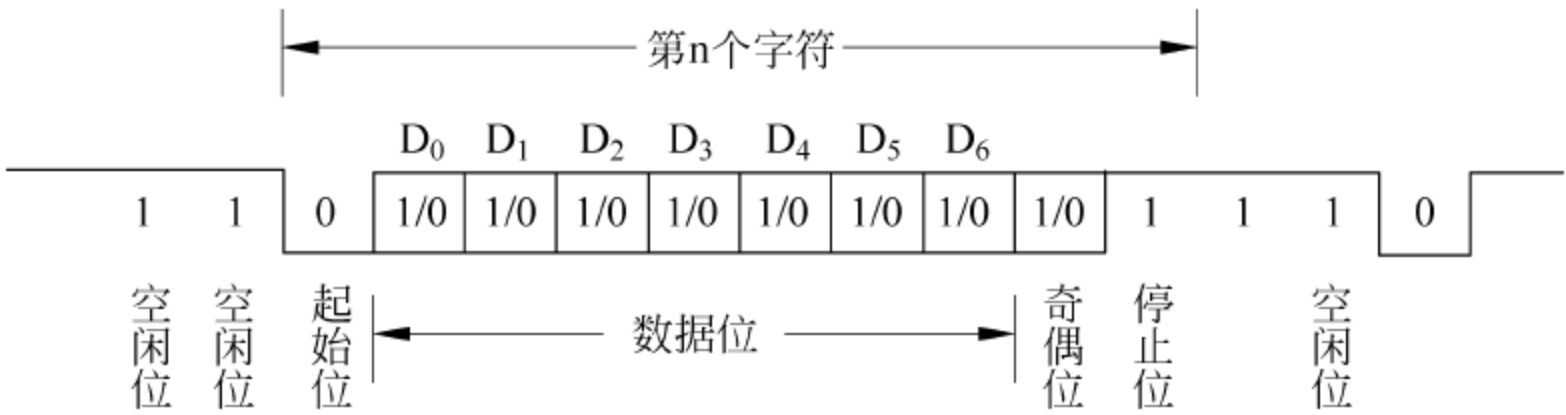 第n个字符
D₀ D₁ D₂ D₃ D₄ D₅ D₆
1 1 0 1/0 1/0 1/0 1/0 1/0 1/0 1/0 1/0 1 1 1 0
空闲位 空闲位 起始位 数据位 奇偶位 停止位 空闲位